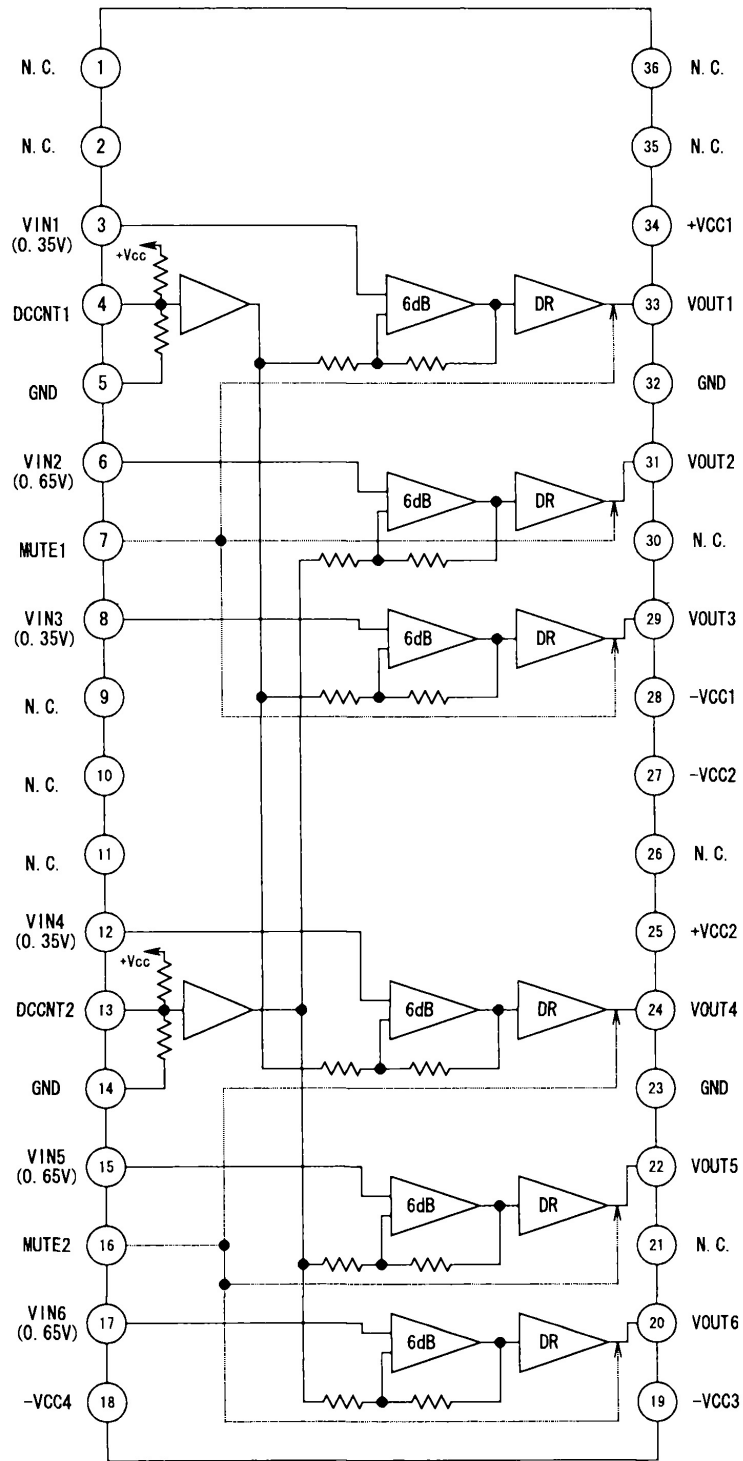 N.C. 1
36 N.C.
N.C. 2
35 N.C.
VIN1 3
(0.35V)
34 +VCC1
+Vcc
DCCNT1 4
6dB
DR
33 VOUT1
GND 5
32 GND
VIN2 6
(0.65V)
31 VOUT2
6dB
DR
MUTE1 7
30 N.C.
VIN3 8
(0.35V)
29 VOUT3
6dB
DR
N.C. 9
28 -VCC1
N.C. 10
27 -VCC2
N.C. 11
26 N.C.
VIN4 12
(0.35V)
25 +VCC2
+Vcc
DCCNT2 13
6dB
DR
24 VOUT4
GND 14
23 GND
VIN5 15
(0.65V)
22 VOUT5
6dB
DR
MUTE2 16
21 N.C.
VIN6 17
(0.65V)
20 VOUT6
6dB
DR
-VCC4 18
19 -VCC3